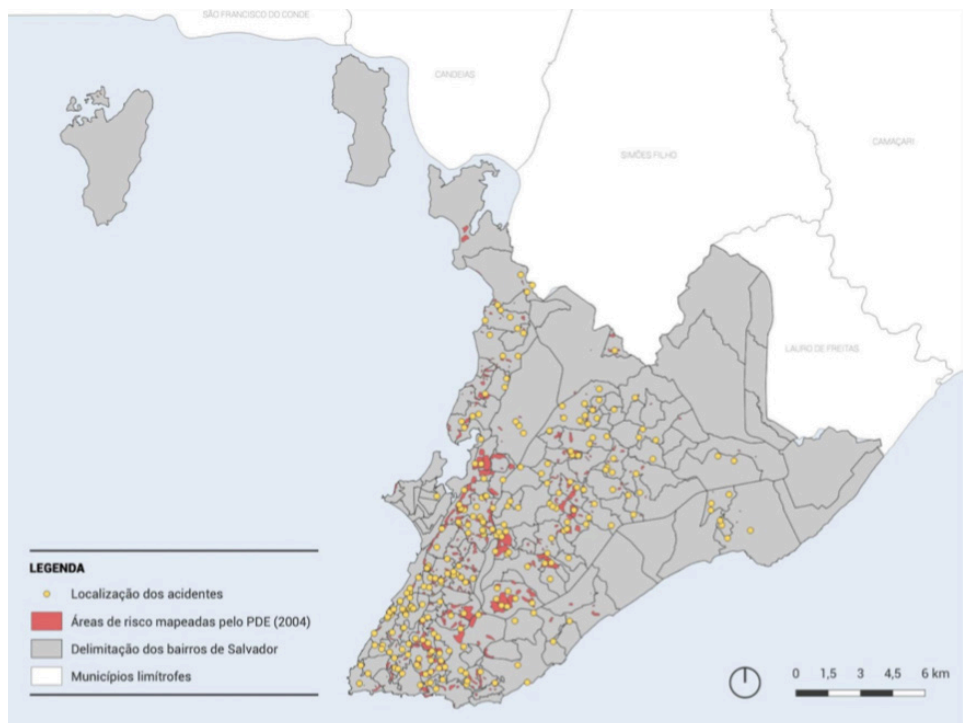 SÃO FRANCISCO DO CONDE
CANDEIAS
SIMÕES FILHO
CAMAÇARI
LAURO DE FREITAS
LEGENDA
Localização dos acidentes
Áreas de risco mapeadas pelo PDE (2004)
Delimitação dos bairros de Salvador
Municípios limítrofes
0 1,5 3 4,5 6 km